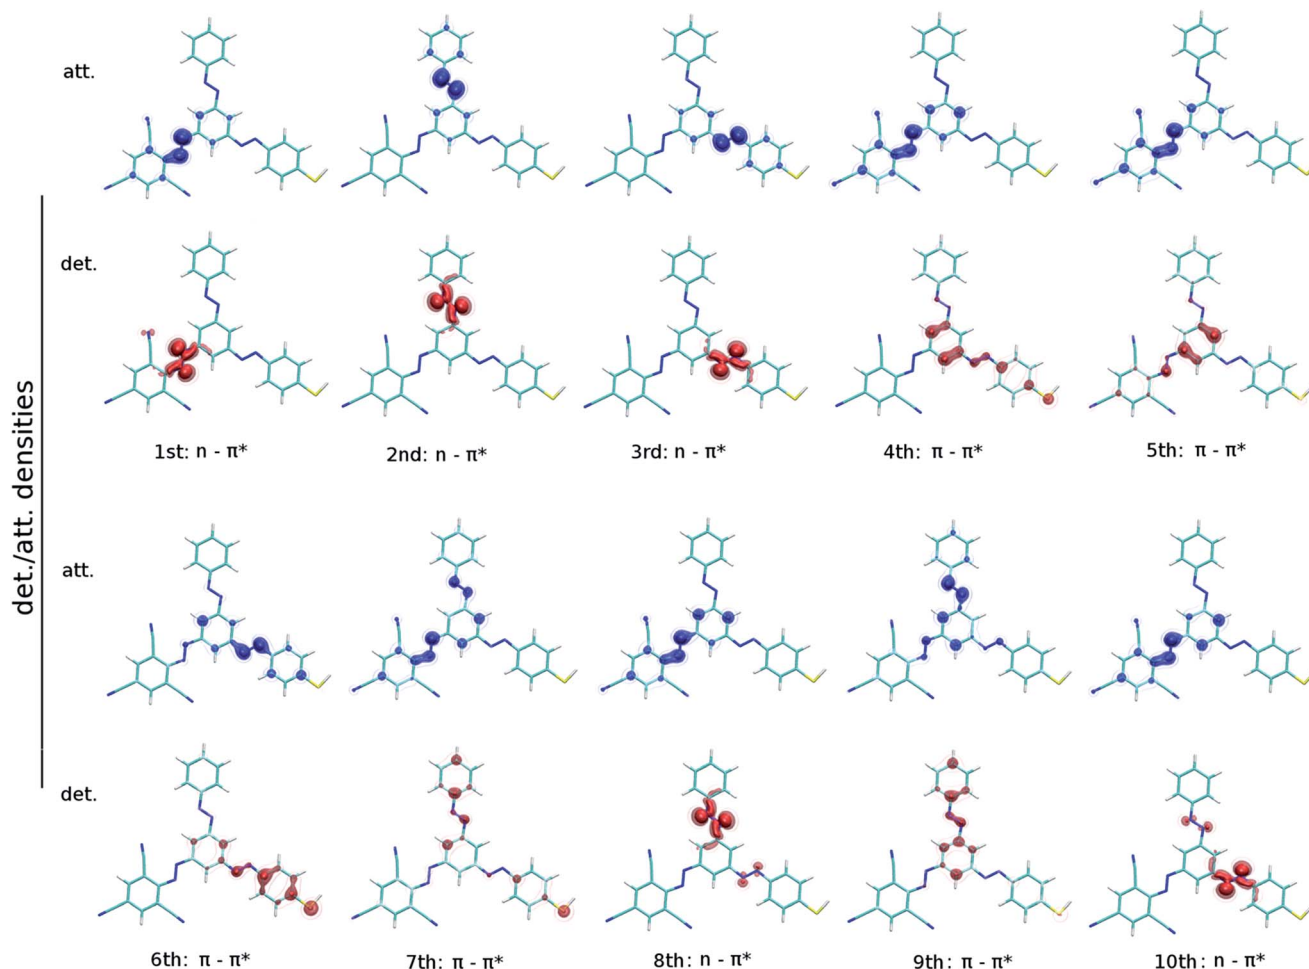 att.
det.
1st: n - π*
2nd: n - π*
3rd: n - π*
4th: π - π*
5th: π - π*
det./att. densities
att.
det.
6th: π - π*
7th: π - π*
8th: n - π*
9th: π - π*
10th: n - π*